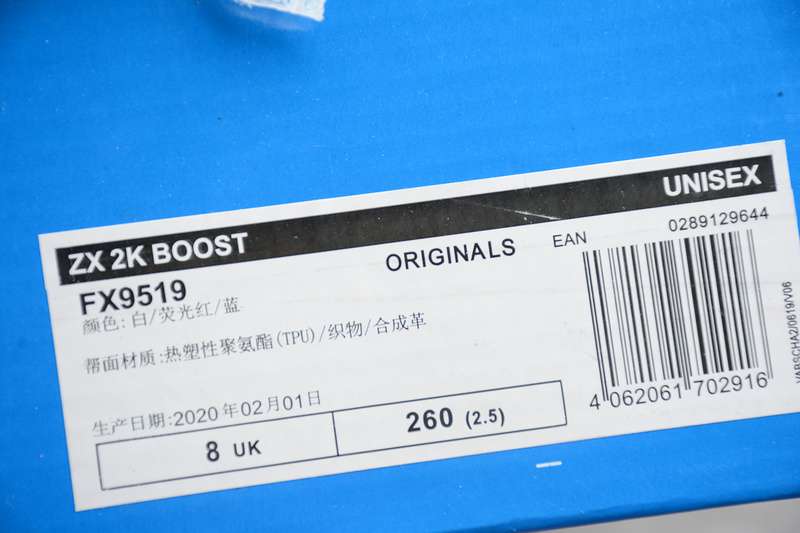 ZX 2K BOOST UNISEX
FX9519 ORIGINALS EAN 0289129644
颜色: 白/荧光红/蓝
帮面材质:热塑性聚氨酯(TPU)/织物/合成革
生产日期:2020年02月01日
8 UK 260 (2.5)
4 062061 702916
VABSCHA2/0619/V06